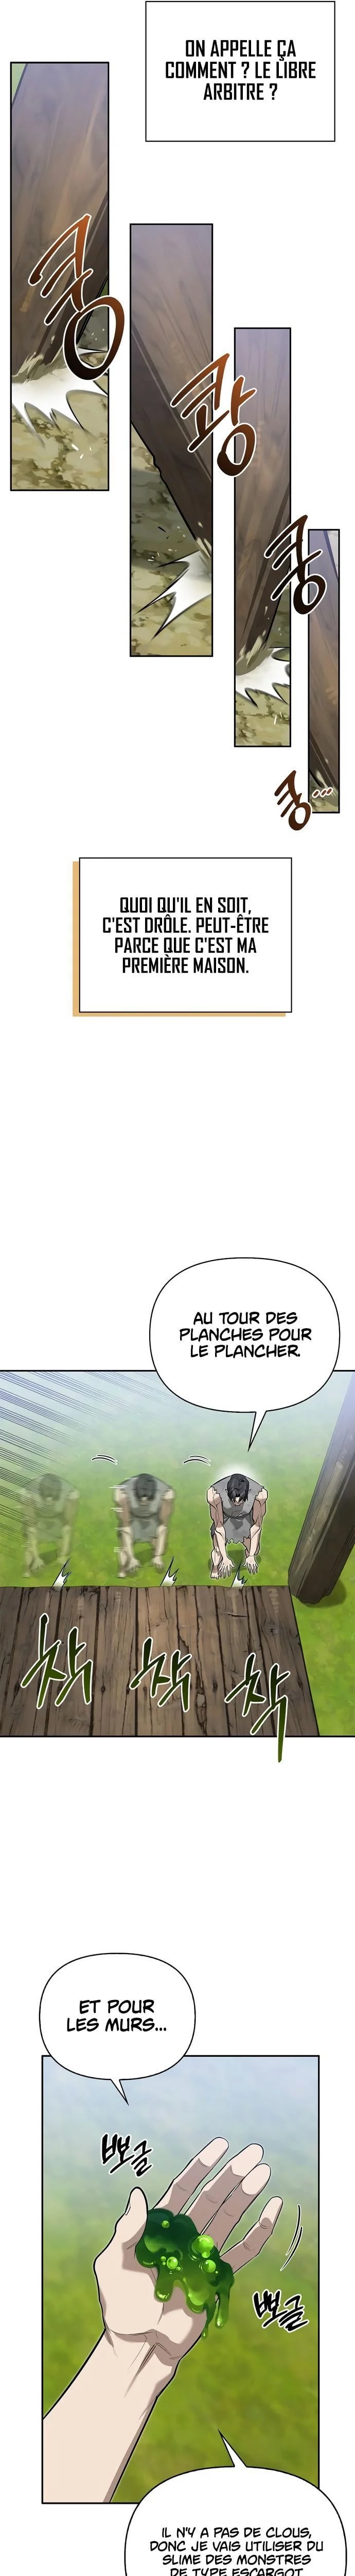 ON APPELLE ÇA
COMMENT ? LE LIBRE
ARBITRE ?
쿵
쾅
쿵
쿵...
QUOI QU'IL EN SOIT,
C'EST DRÔLE. PEUT-ÊTRE
PARCE QUE C'EST MA
PREMIÈRE MAISON.
AU TOUR DES
PLANCHES POUR
LE PLANCHER.
착
착
착
ET POUR
LES MURS...
뽀글
뽀글
IL N'Y A PAS DE CLOUS,
DONC JE VAIS UTILISER DU
SLIME DES MONSTRES
DE TYPE ESCARGOT